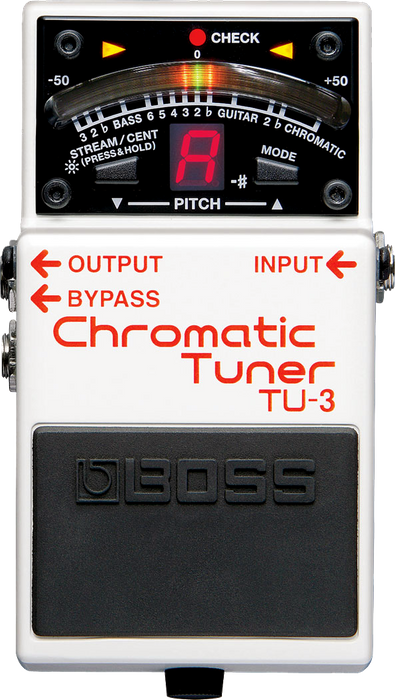 CHECK
0
-50 +50
3 2 ♭ BASS 6 5 4 3 2 ♭ GUITAR 2 ♭ CHROMATIC
STREAM/CENT
(PRESS&HOLD)
A
-#
MODE
▼ PITCH ▲
OUTPUT
INPUT
BYPASS
Chromatic
Tuner
TU-3
BOSS